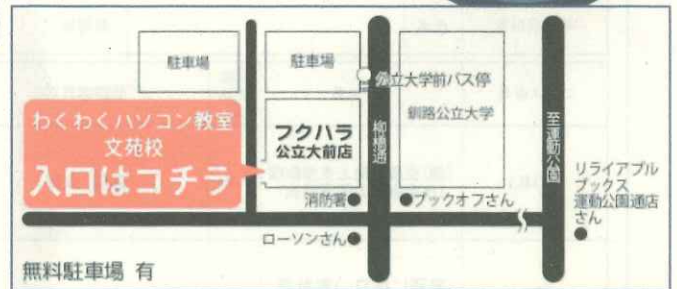 駐車場
駐車場
公立大学前バス停
釧路公立大学
わくわくハソコン教室
文苑校
入口はコチラ
フクハラ
公立大前店
柳橋通
至運動公園
リライアブル
ブックス
運動公園通店
さん
消防署
ブックオフさん
ローソンさん
無料駐車場 有